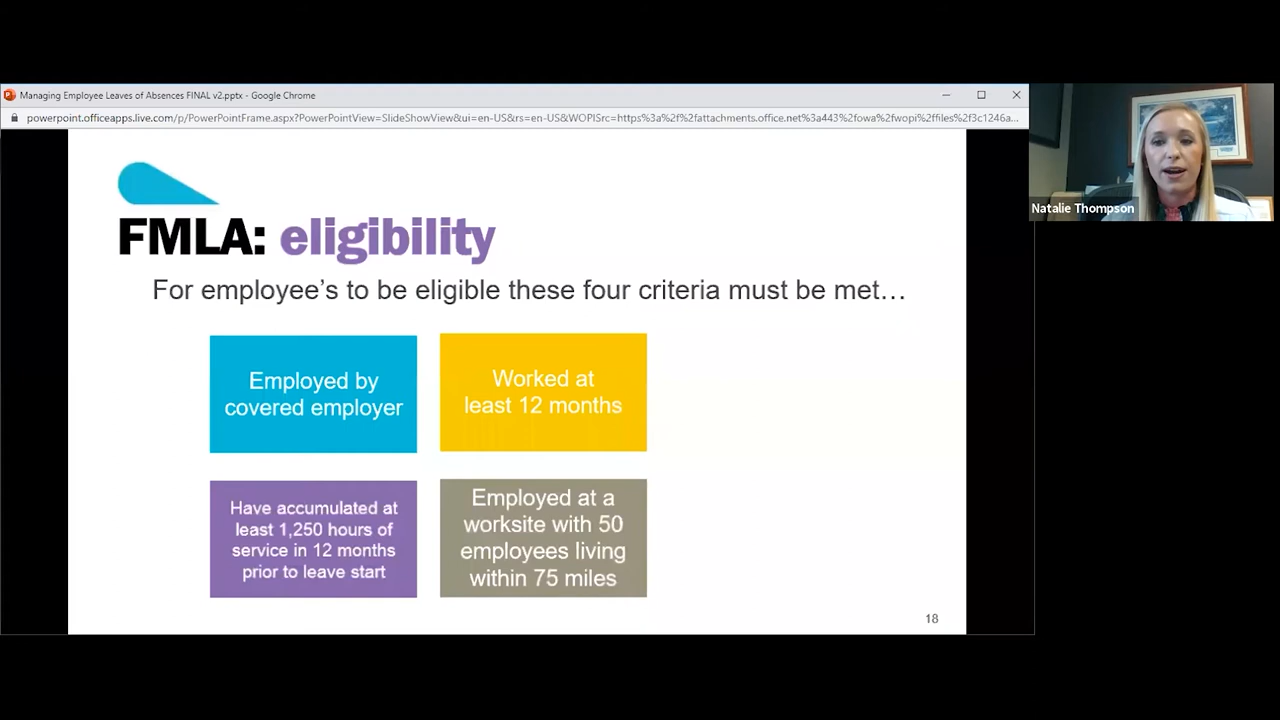 Managing Employee Leaves of Absences FINAL v2.pptx - Google Chrome
powerpoint.officeapps.live.com/p/PowerPointFrame.aspx?PowerPointView=SlideShowView&ui=en-US&rs=en-US&WOPISrc=https%3a%2f%2fattachments.office.net%3a443%2fowa%2fwopi%2ffiles%2f3c1246a...
Natalie Thompson
FMLA: eligibility
For employee's to be eligible these four criteria must be met…
Employed by
covered employer
Worked at
least 12 months
Have accumulated at
least 1,250 hours of
service in 12 months
prior to leave start
Employed at a
worksite with 50
employees living
within 75 miles
18